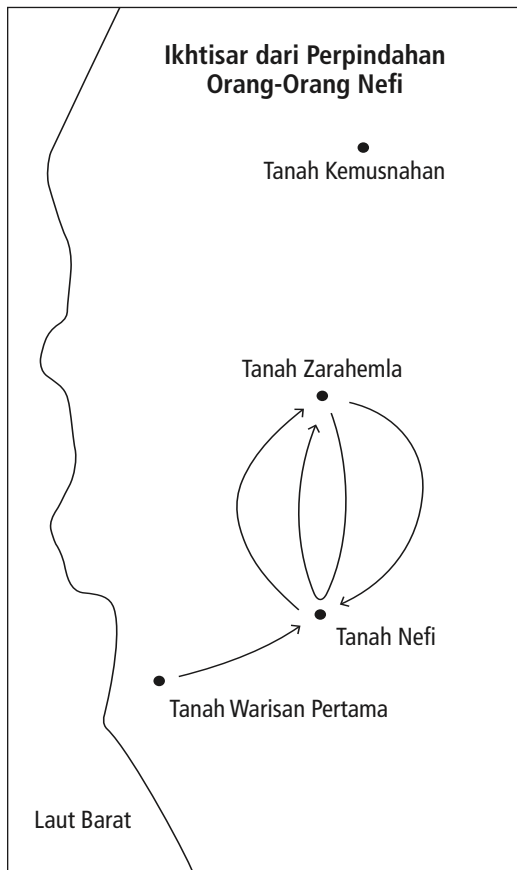 Ikhtisar dari Perpindahan
Orang-Orang Nefi
Tanah Kemusnahan
Tanah Zarahemla
Tanah Nefi
Tanah Warisan Pertama
Laut Barat